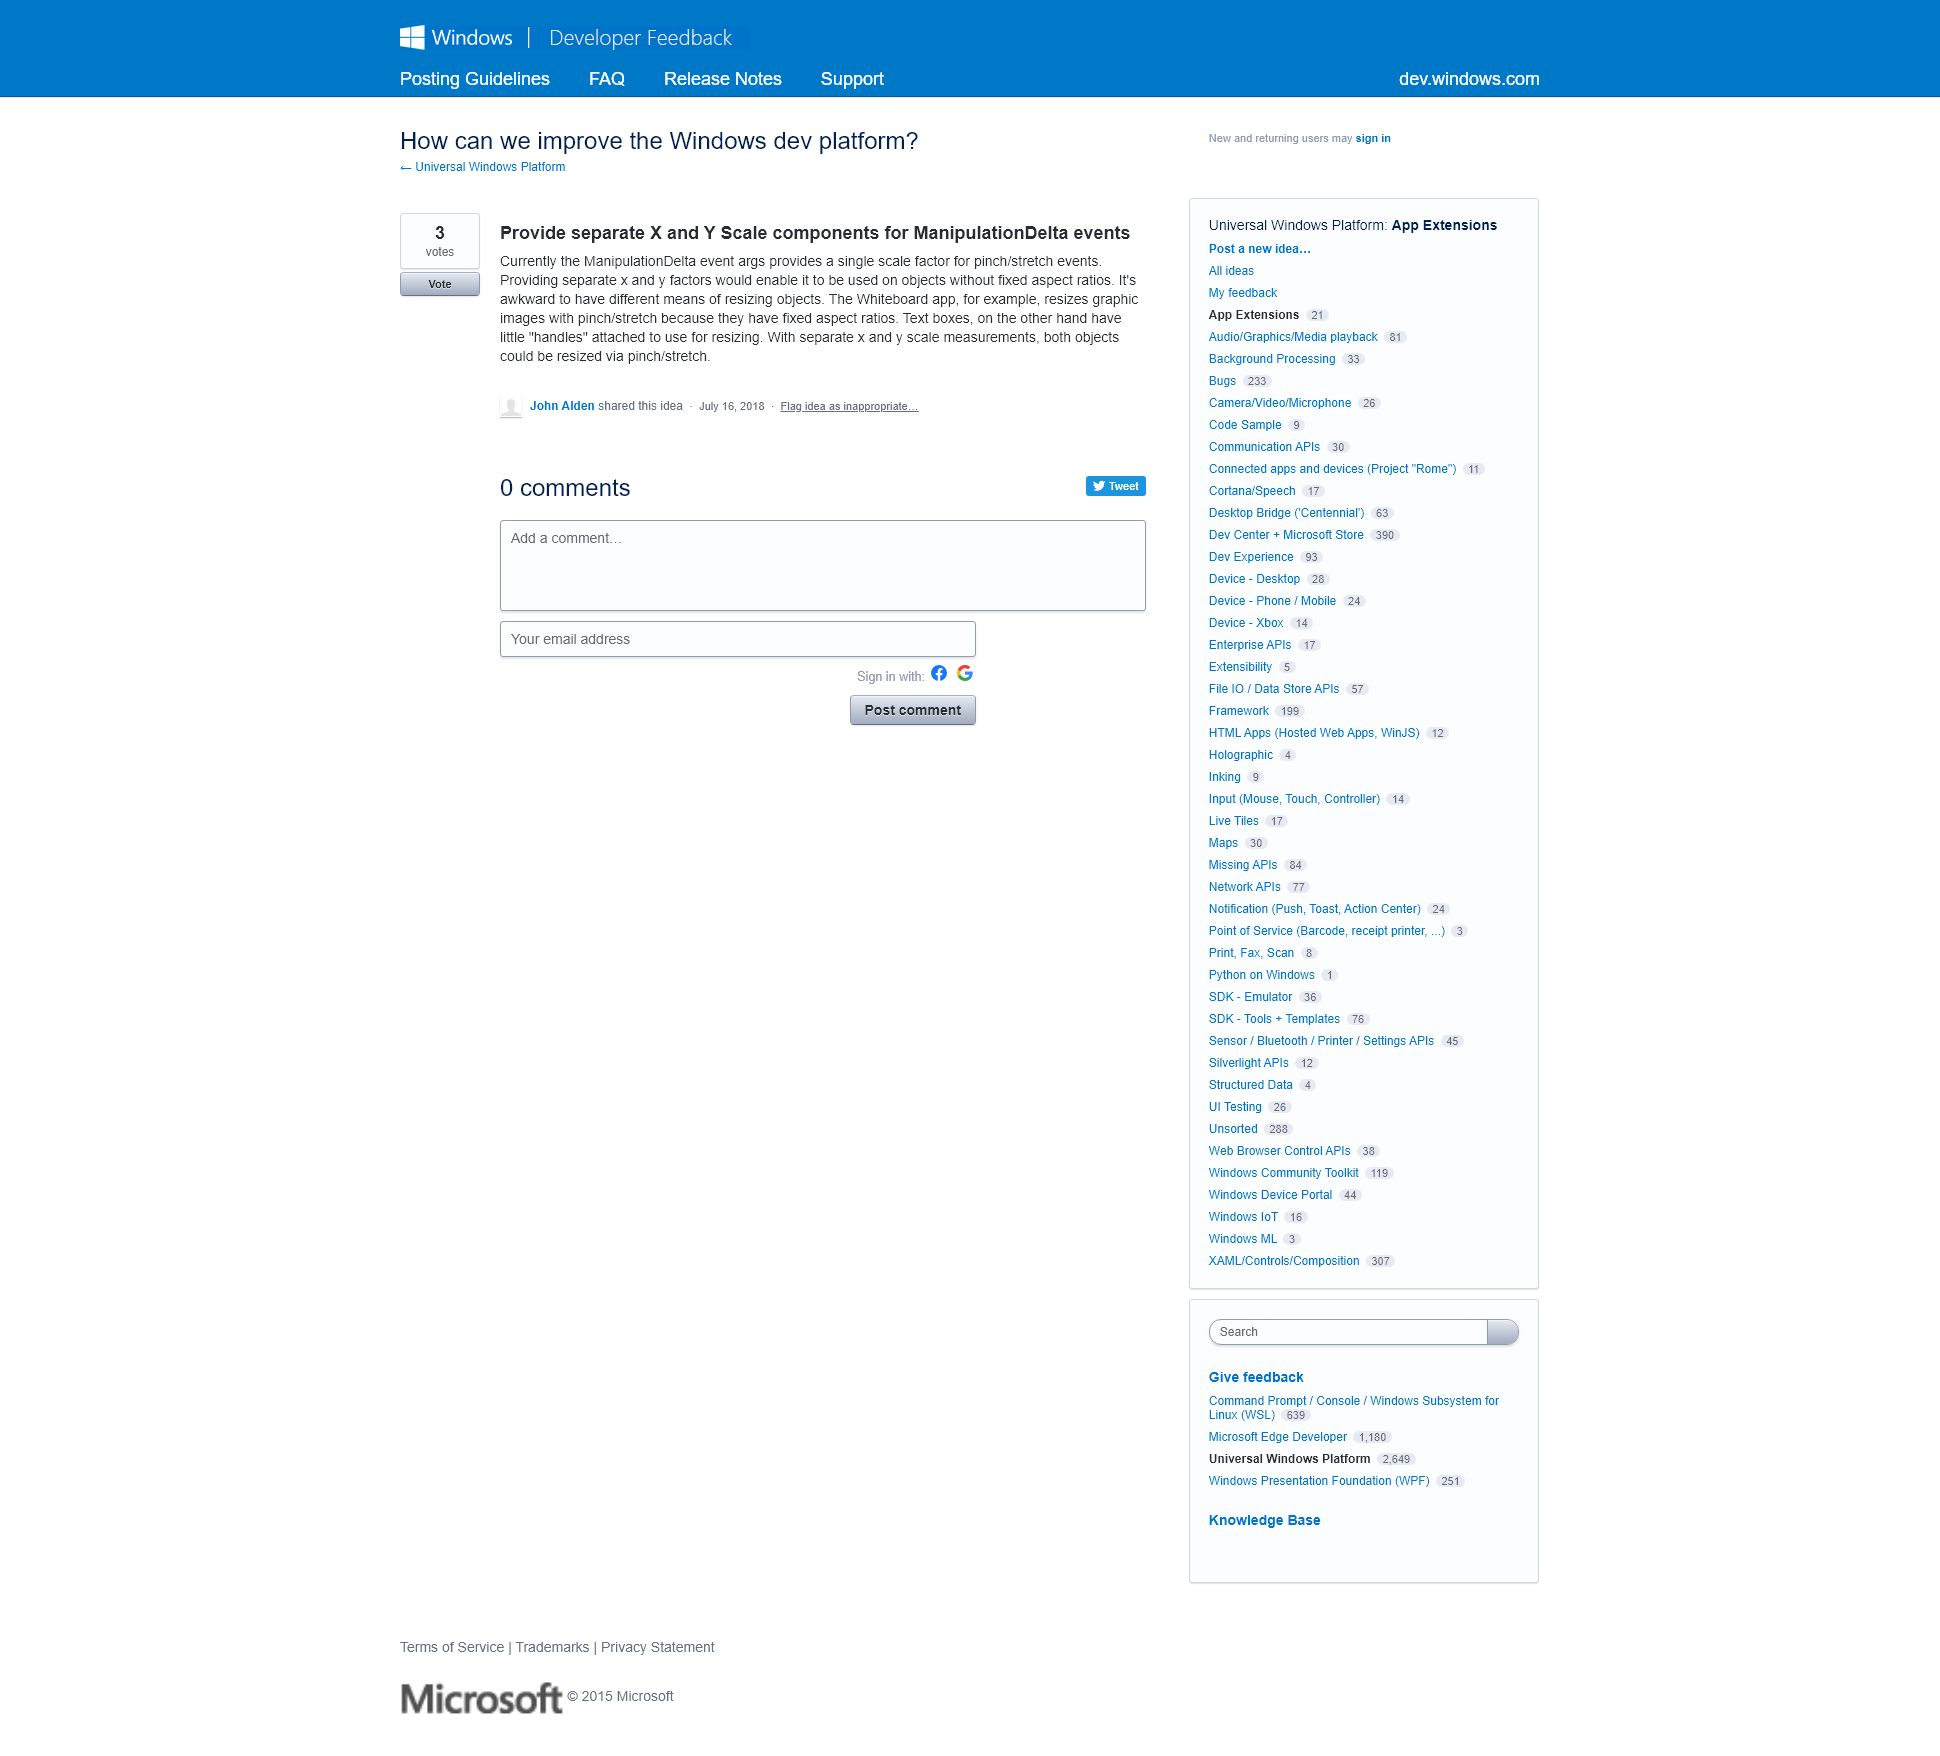 Windows | Developer Feedback
Posting Guidelines FAQ Release Notes Support dev.windows.com
How can we improve the Windows dev platform?
← Universal Windows Platform
New and returning users may sign in
3
votes
Vote
Provide separate X and Y Scale components for ManipulationDelta events
Currently the ManipulationDelta event args provides a single scale factor for pinch/stretch events.
Providing separate x and y factors would enable it to be used on objects without fixed aspect ratios. It's
awkward to have different means of resizing objects. The Whiteboard app, for example, resizes graphic
images with pinch/stretch because they have fixed aspect ratios. Text boxes, on the other hand have
little "handles" attached to use for resizing. With separate x and y scale measurements, both objects
could be resized via pinch/stretch.
John Alden shared this idea · July 16, 2018 · Flag idea as inappropriate…
0 comments
Tweet
Add a comment…
Your email address
Sign in with:
Post comment
Universal Windows Platform: App Extensions
Post a new idea…
All ideas
My feedback
App Extensions 21
Audio/Graphics/Media playback 81
Background Processing 33
Bugs 233
Camera/Video/Microphone 26
Code Sample 9
Communication APIs 30
Connected apps and devices (Project "Rome") 11
Cortana/Speech 17
Desktop Bridge ('Centennial') 63
Dev Center + Microsoft Store 390
Dev Experience 93
Device - Desktop 28
Device - Phone / Mobile 24
Device - Xbox 14
Enterprise APIs 17
Extensibility 5
File IO / Data Store APIs 57
Framework 199
HTML Apps (Hosted Web Apps, WinJS) 12
Holographic 4
Inking 9
Input (Mouse, Touch, Controller) 14
Live Tiles 17
Maps 30
Missing APIs 84
Network APIs 77
Notification (Push, Toast, Action Center) 24
Point of Service (Barcode, receipt printer, ...) 3
Print, Fax, Scan 8
Python on Windows 1
SDK - Emulator 36
SDK - Tools + Templates 76
Sensor / Bluetooth / Printer / Settings APIs 45
Silverlight APIs 12
Structured Data 4
UI Testing 26
Unsorted 288
Web Browser Control APIs 38
Windows Community Toolkit 119
Windows Device Portal 44
Windows IoT 16
Windows ML 3
XAML/Controls/Composition 307
Search
Give feedback
Command Prompt / Console / Windows Subsystem for
Linux (WSL) 639
Microsoft Edge Developer 1,180
Universal Windows Platform 2,649
Windows Presentation Foundation (WPF) 251
Knowledge Base
Terms of Service | Trademarks | Privacy Statement
Microsoft © 2015 Microsoft